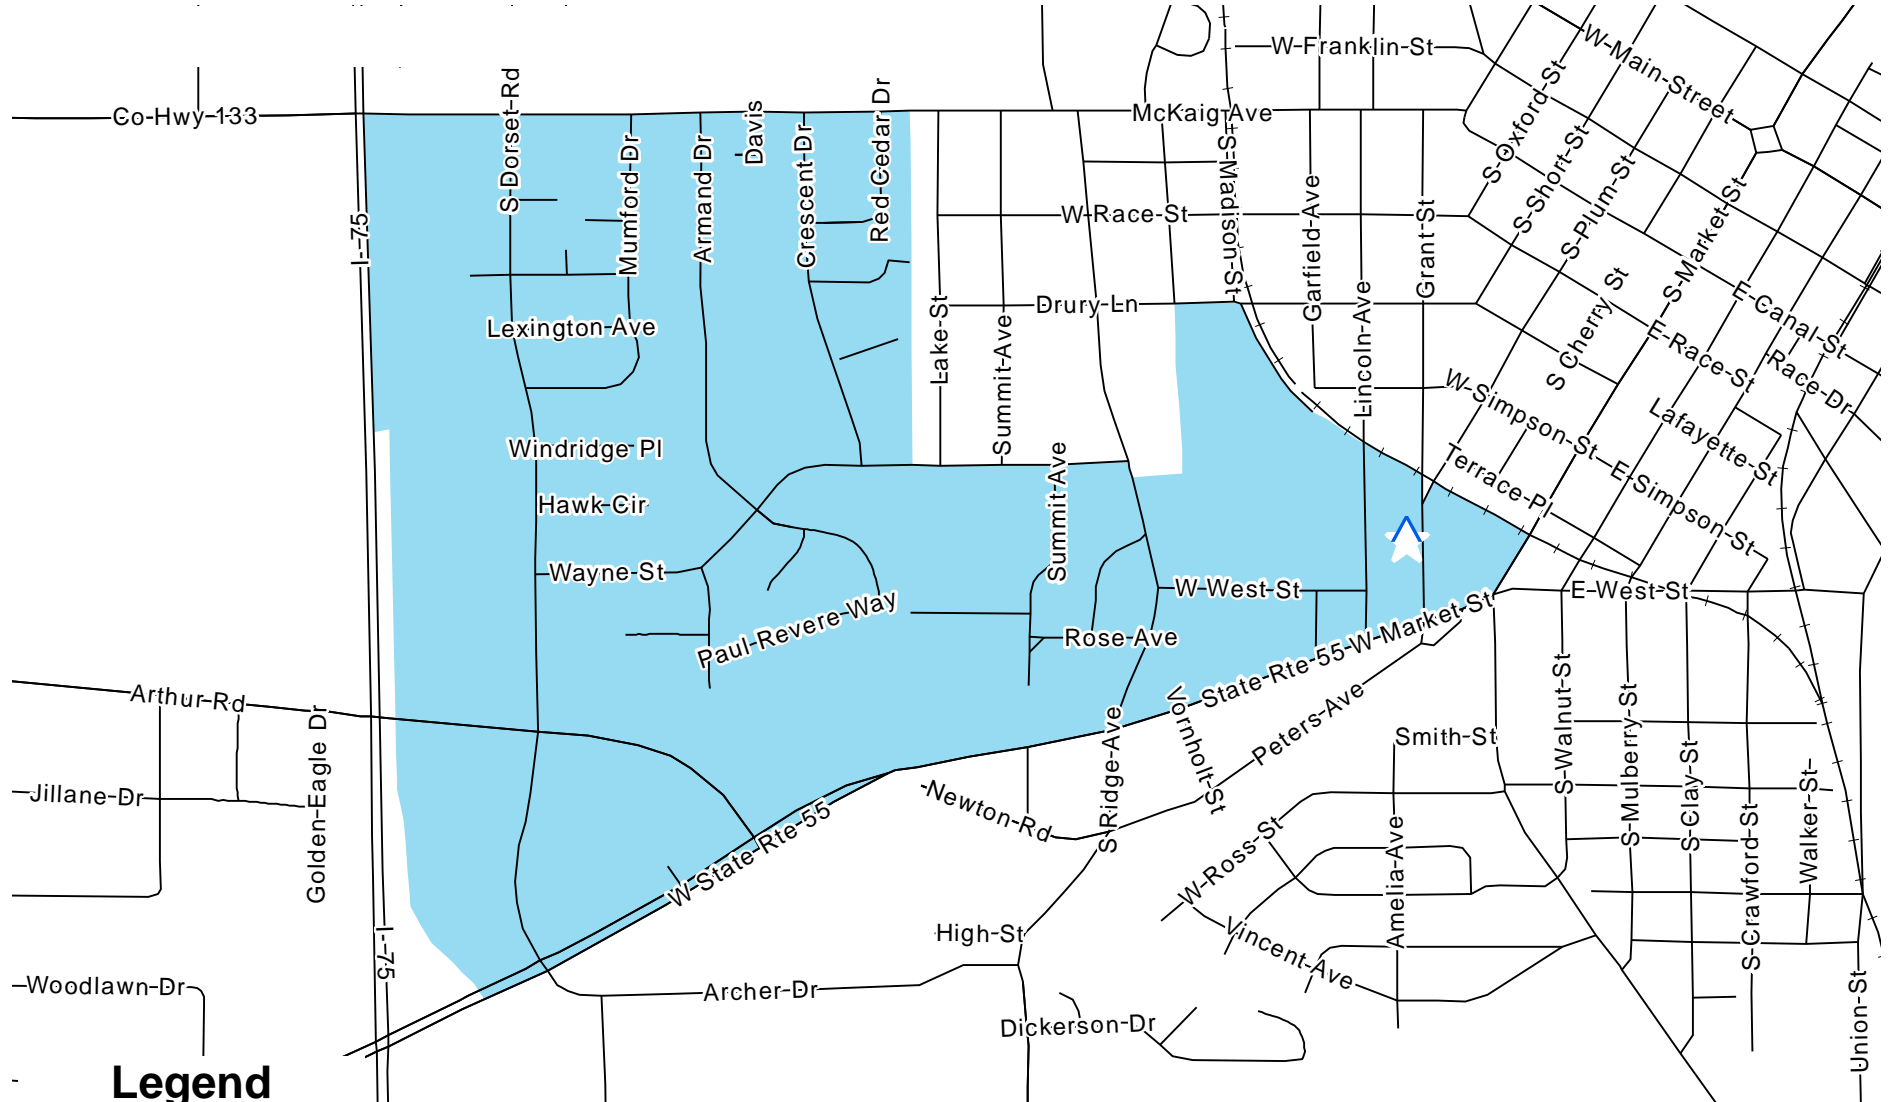 W-Franklin-St
W-Main-Street
Co-Hwy-133
S-Dorset-Rd
Mumford-Dr
Armand-Dr
Davis
Crescent-Dr
Red-Cedar Dr
McKaig Ave
S-Madison-St
S-Oxford-St
S-Short-St
S-Plum-St
S-Market-St
I-75
W-Race-St
Garfield-Ave
Grant-St
Lexington-Ave
Lake-St
Summit-Ave
Drury-Ln
Lincoln-Ave
S Cherry St
E-Canal-St
E-Race-St
Race-Dr
W-Simpson-St
Lafayette-St
Windridge-Pl
Hawk-Cir
Summit Ave
Terrace-Pl
E-Simpson-St
Wayne St
W-West-St
E-West-St
Paul-Revere Way
Rose Ave
State-Rte-55-W-Market-St
Arthur-Rd
Golden-Eagle Dr
Jillane-Dr
Vornholt-St
Peters-Ave
S-Ridge-Ave
Smith-St
S-Walnut-St
S-Mulberry-St
S-Clay-St
S-Crawford-St
Walker-St
Newton-Rd
W-State-Rte-55
W-Ross-St
Amelia-Ave
High-St
Vincent-Ave
I-75
Woodlawn-Dr
Archer-Dr
Dickerson-Dr
Union-St
Legend